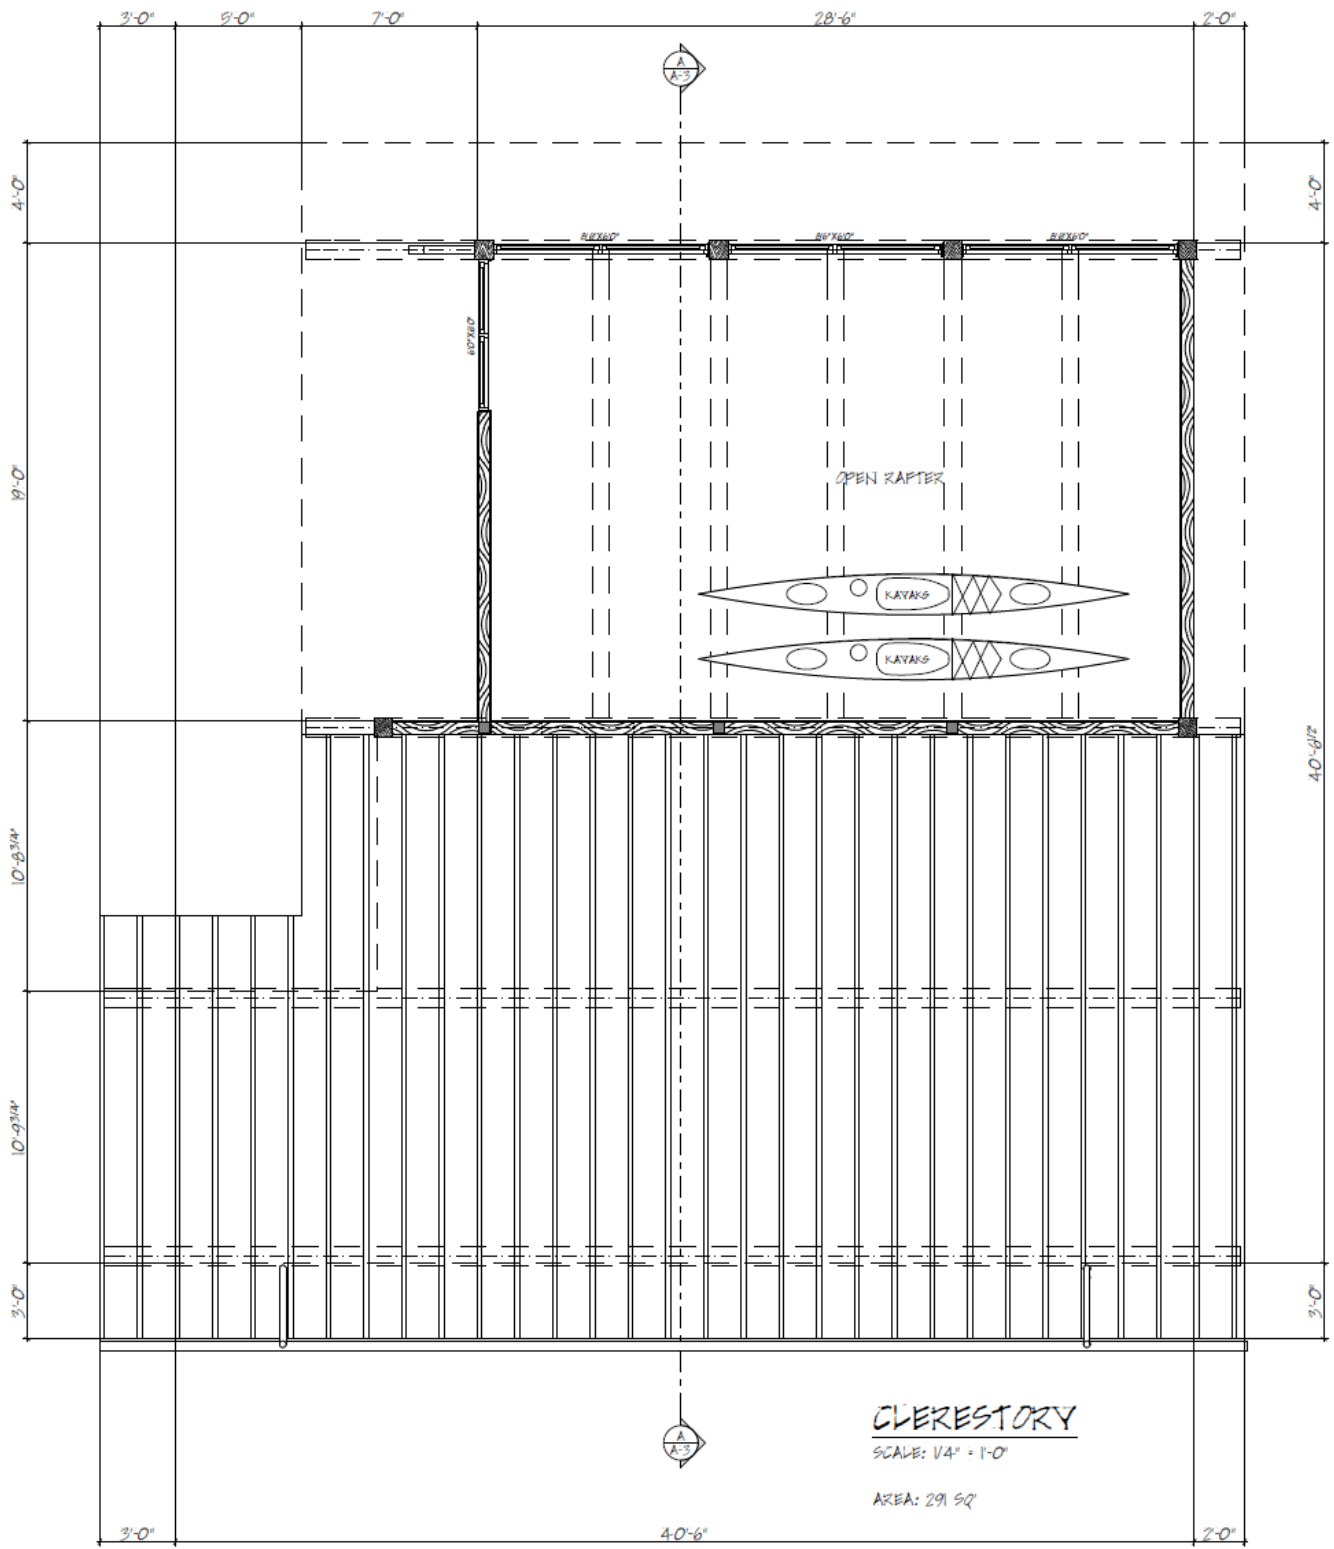 3'-0" 5'-0" 7'-0" 28'-6" 2'-0"
A
A-3
4'-0"
4'-0"
6'0"X8'0"
19'-0"
OPEN RAFTER
KAYAKS
KAYAKS
40'-6 1/2"
10'-8 3/4"
10'-9 3/4"
3'-0"
3'-0"
CLERESTORY
A
A-3
SCALE: 1/4" = 1'-0"
AREA: 291 SQ'
3'-0" 40'-6" 2'-0"